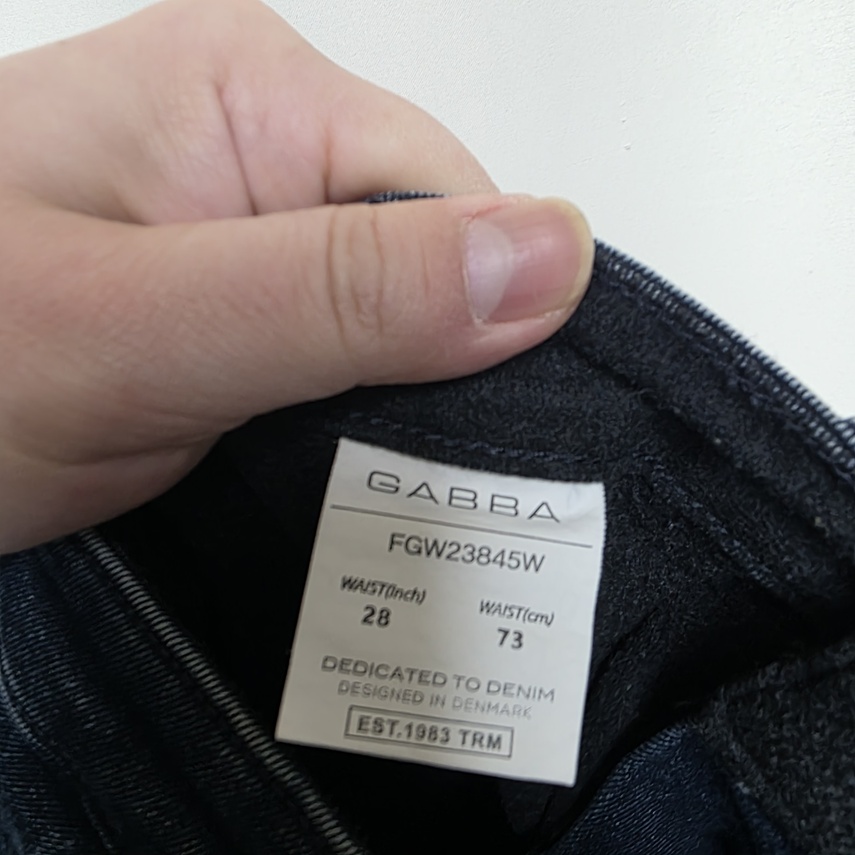 GABBA
FGW23845W
WAIST(Inch) WAIST(cm)
28 73
DEDICATED TO DENIM
DESIGNED IN DENMARK
EST.1983 TRM